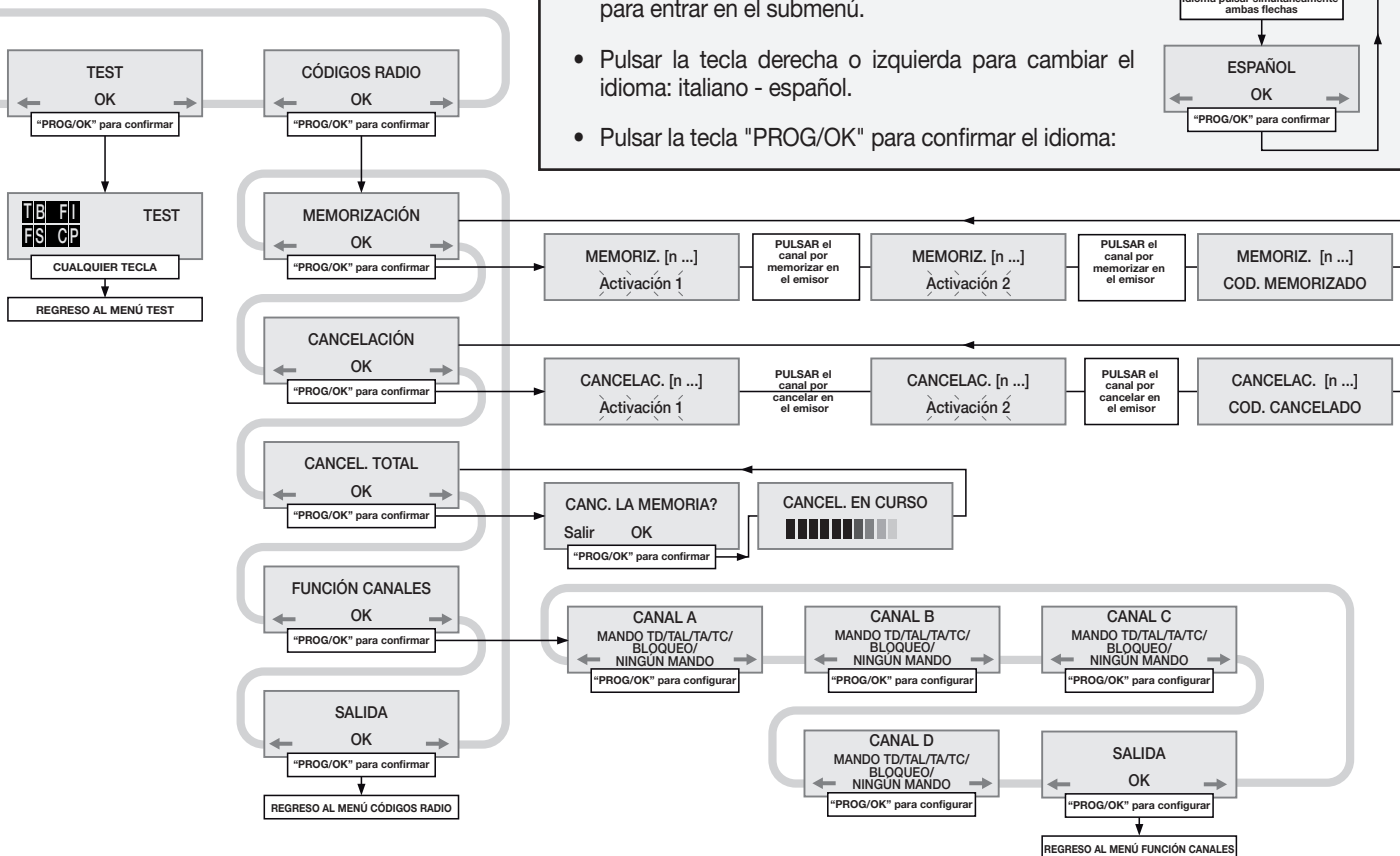 para entrar en el submenú.
• Pulsar la tecla derecha o izquierda para cambiar el
idioma: italiano - español.
• Pulsar la tecla "PROG/OK" para confirmar el idioma:
idioma pulsar simultáneamente
ambas flechas
ESPAÑOL
OK
“PROG/OK” para confirmar
TEST
OK
“PROG/OK” para confirmar
TB FI
FS CP
TEST
CUALQUIER TECLA
REGRESO AL MENÚ TEST
CÓDIGOS RADIO
OK
“PROG/OK” para confirmar
MEMORIZACIÓN
OK
“PROG/OK” para confirmar
MEMORIZ. [n ...]
Activación 1
PULSAR el
canal por
memorizar en
el emisor
MEMORIZ. [n ...]
Activación 2
PULSAR el
canal por
memorizar en
el emisor
MEMORIZ. [n ...]
COD. MEMORIZADO
CANCELACIÓN
OK
“PROG/OK” para confirmar
CANCELAC. [n ...]
Activación 1
PULSAR el
canal por
cancelar en
el emisor
CANCELAC. [n ...]
Activación 2
PULSAR el
canal por
cancelar en
el emisor
CANCELAC. [n ...]
COD. CANCELADO
CANCEL. TOTAL
OK
“PROG/OK” para confirmar
CANC. LA MEMORIA?
Salir OK
“PROG/OK” para confirmar
CANCEL. EN CURSO
FUNCIÓN CANALES
OK
“PROG/OK” para confirmar
CANAL A
MANDO TD/TAL/TA/TC/
BLOQUEO/
NINGÚN MANDO
“PROG/OK” para configurar
CANAL B
MANDO TD/TAL/TA/TC/
BLOQUEO/
NINGÚN MANDO
“PROG/OK” para configurar
CANAL C
MANDO TD/TAL/TA/TC/
BLOQUEO/
NINGÚN MANDO
“PROG/OK” para configurar
CANAL D
MANDO TD/TAL/TA/TC/
BLOQUEO/
NINGÚN MANDO
“PROG/OK” para configurar
SALIDA
OK
“PROG/OK” para configurar
REGRESO AL MENÚ FUNCIÓN CANALES
SALIDA
OK
“PROG/OK” para confirmar
REGRESO AL MENÚ CÓDIGOS RADIO